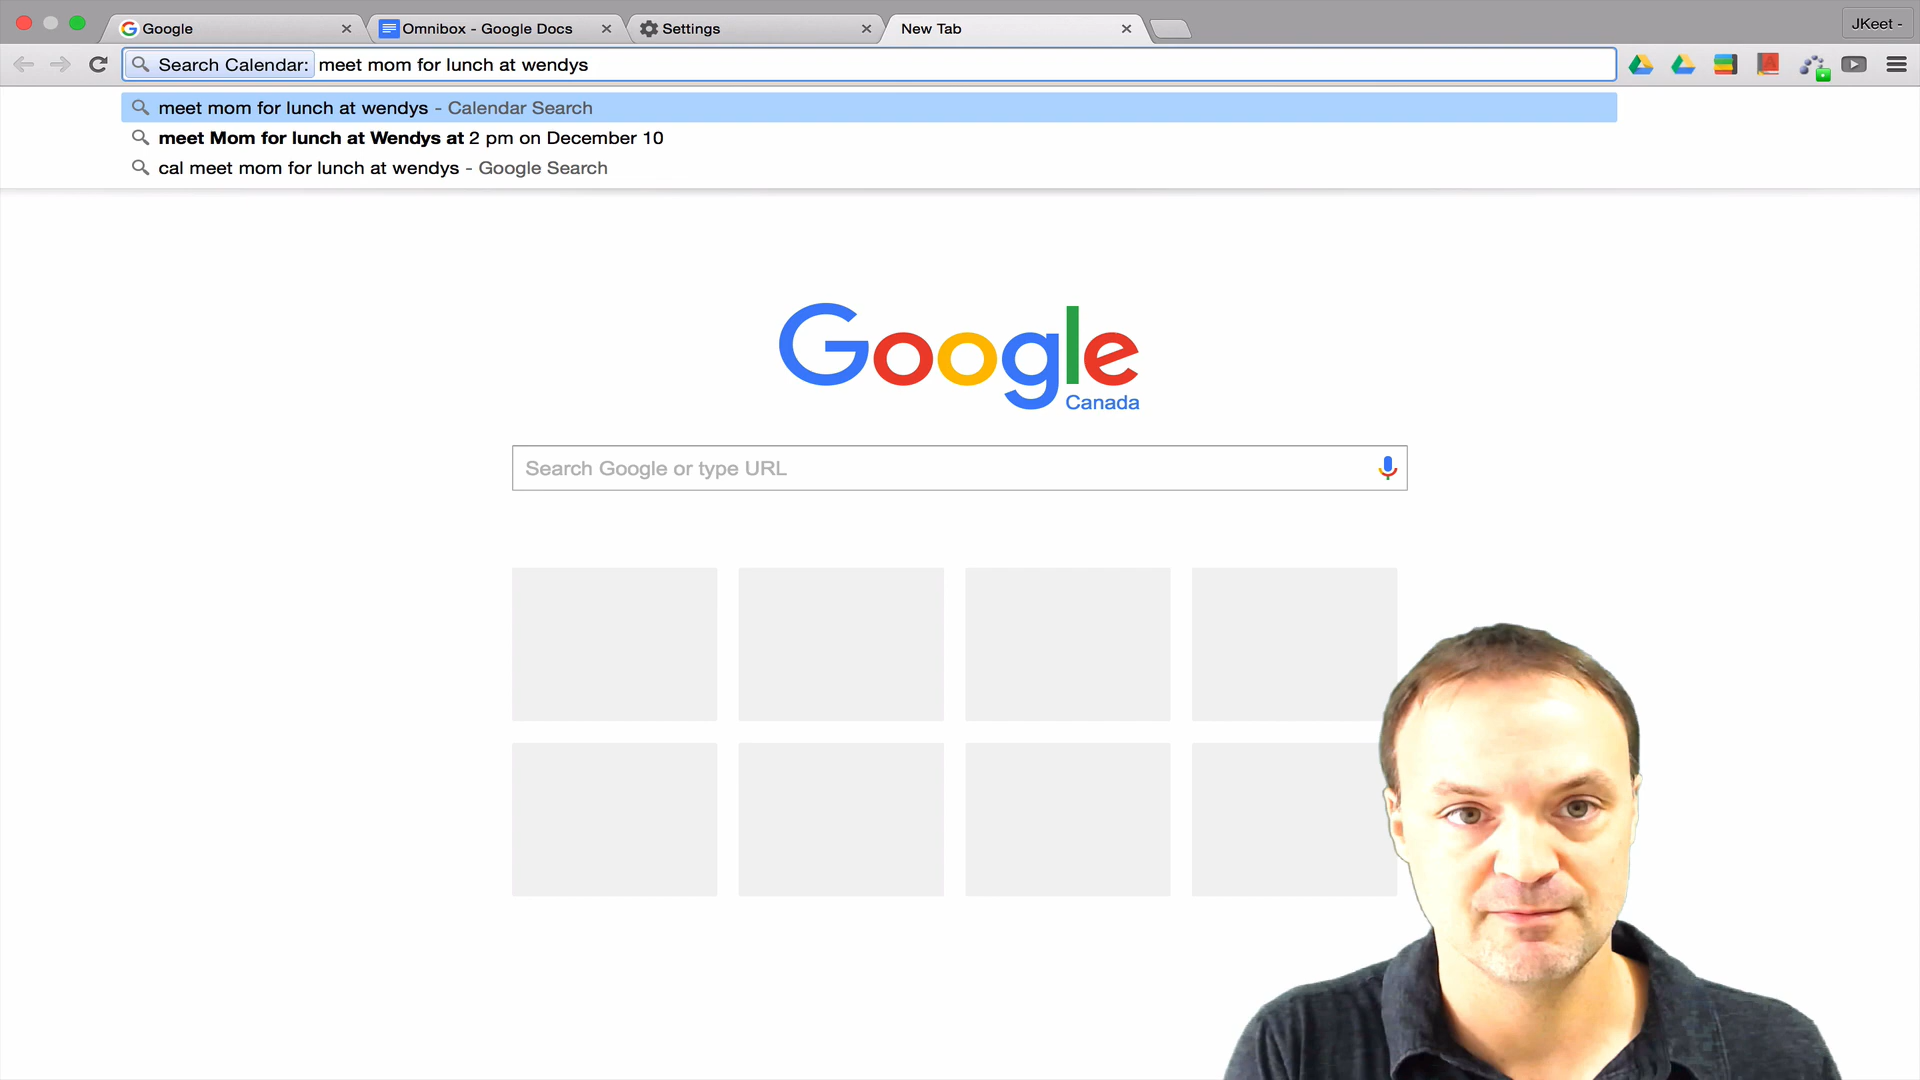 Google
Omnibox - Google Docs
Settings
New Tab
JKeet -
Search Calendar: meet mom for lunch at wendys
meet mom for lunch at wendys - Calendar Search
meet Mom for lunch at Wendys at 2 pm on December 10
cal meet mom for lunch at wendys - Google Search
Google
Canada
Search Google or type URL